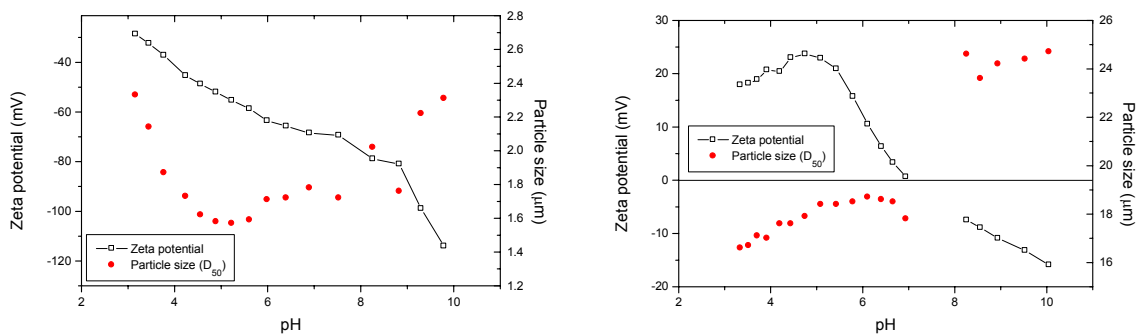 -20
-40
-60
-80
-100
-120
Zeta potential (mV)
2.8
2.6
2.4
2.2
2.0
1.8
1.6
1.4
1.2
Particle size (μm)
Zeta potential
Particle size (D50)
2 4 6 8 10
pH
30
20
10
0
-10
-20
Zeta potential (mV)
26
24
22
20
18
16
Particle size (μm)
Zeta potential
Particle size (D50)
2 4 6 8 10
pH